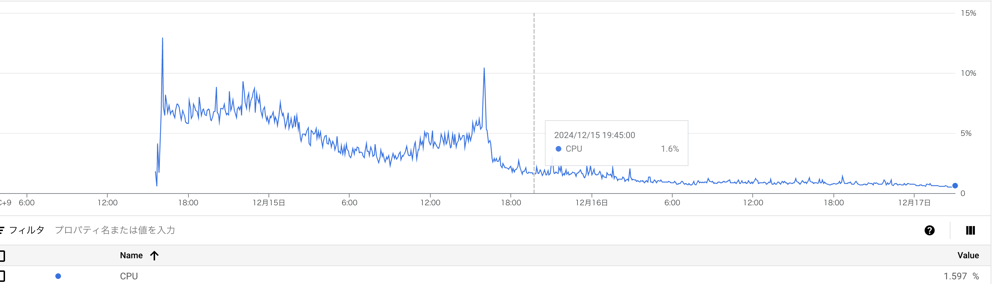 15%
10%
5%
0
2024/12/15 19:45:00
CPU 1.6%
C+9 6:00 12:00 18:00 12月15日 6:00 12:00 18:00 12月16日 6:00 12:00 18:00 12月17日
フィルタ プロパティ名または値を入力
Name Value
CPU 1.597 %